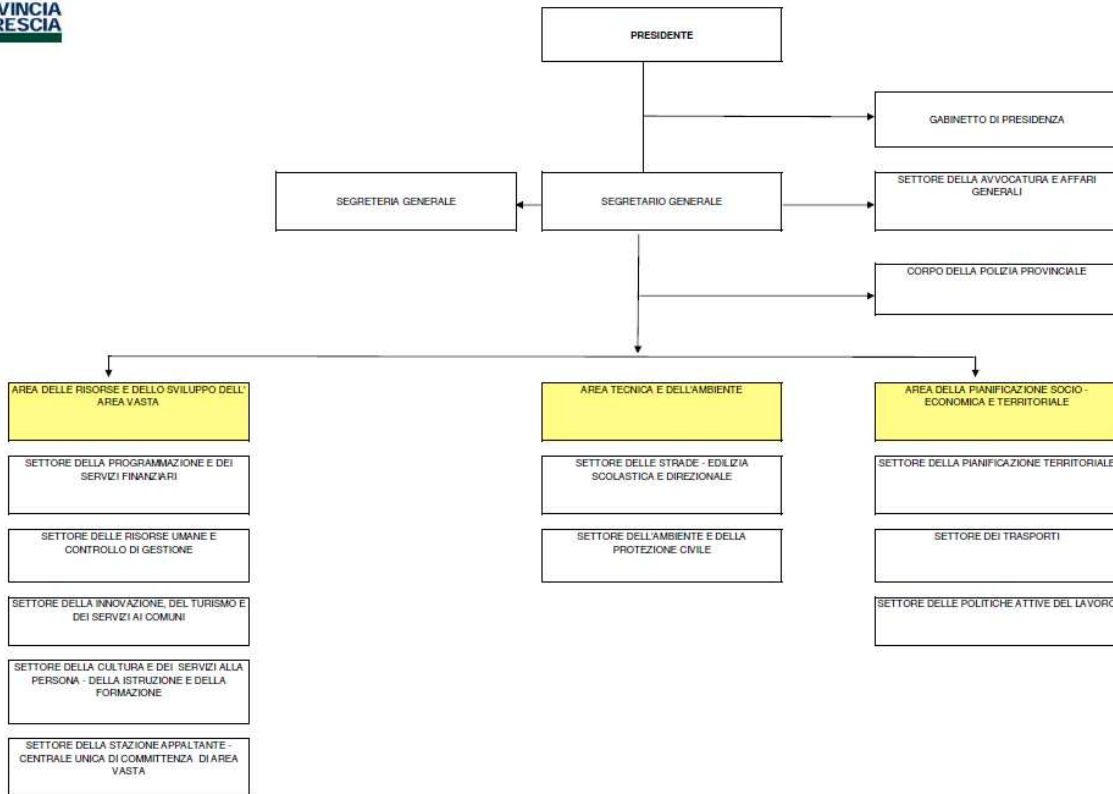 VINCIA
RESCIA
PRESIDENTE
GABINETTO DI PRESIDENZA
SEGRETERIA GENERALE
SEGRETARIO GENERALE
SETTORE DELLA AVVOCATURA E AFFARI
GENERALI
CORPO DELLA POLIZIA PROVINCIALE
AREA DELLE RISORSE E DELLO SVILUPPO DELL'
AREA VASTA
SETTORE DELLA PROGRAMMAZIONE E DEI
SERVIZI FINANZIARI
SETTORE DELLE RISORSE UMANE E
CONTROLLO DI GESTIONE
SETTORE DELLA INNOVAZIONE, DEL TURISMO E
DEI SERVIZI AI COMUNI
SETTORE DELLA CULTURA E DEI SERVIZI ALLA
PERSONA - DELLA ISTRUZIONE E DELLA
FORMAZIONE
SETTORE DELLA STAZIONE APPALTANTE -
CENTRALE UNICA DI COMMITTENZA DI AREA
VASTA
AREA TECNICA E DELL'AMBIENTE
SETTORE DELLE STRADE - EDILIZIA
SCOLASTICA E DIREZIONALE
SETTORE DELL'AMBIENTE E DELLA
PROTEZIONE CIVILE
AREA DELLA PIANIFICAZIONE SOCIO -
ECONOMICA E TERRITORIALE
SETTORE DELLA PIANIFICAZIONE TERRITORIALE
SETTORE DEI TRASPORTI
SETTORE DELLE POLITICHE ATTIVE DEL LAVORO